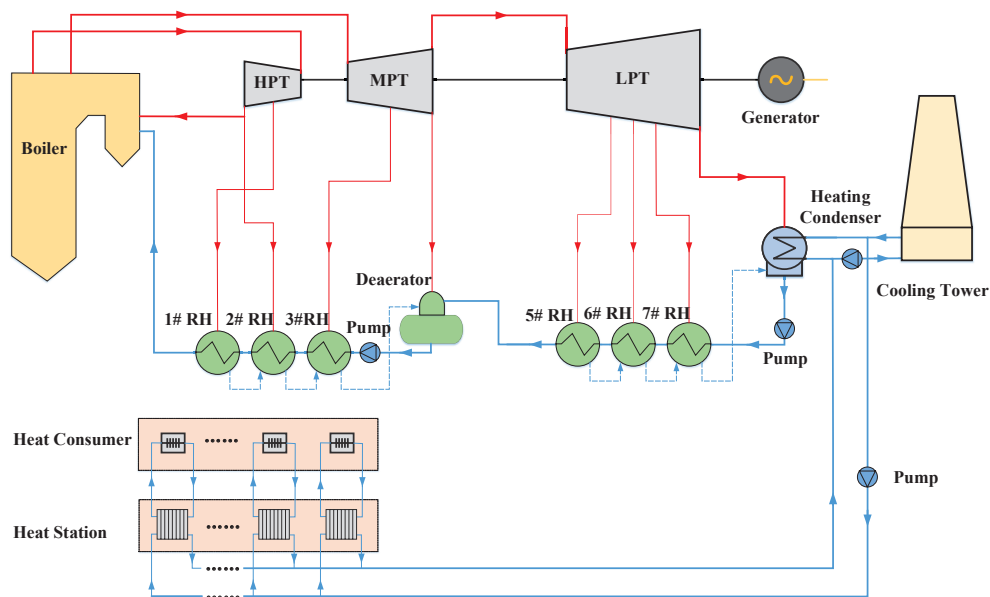 HPT
MPT
LPT
Generator
Boiler
Heating
Condenser
Cooling Tower
Deaerator
1# RH
2# RH
3#RH
Pump
5# RH
6# RH
7# RH
Pump
Heat Consumer
Pump
Heat Station